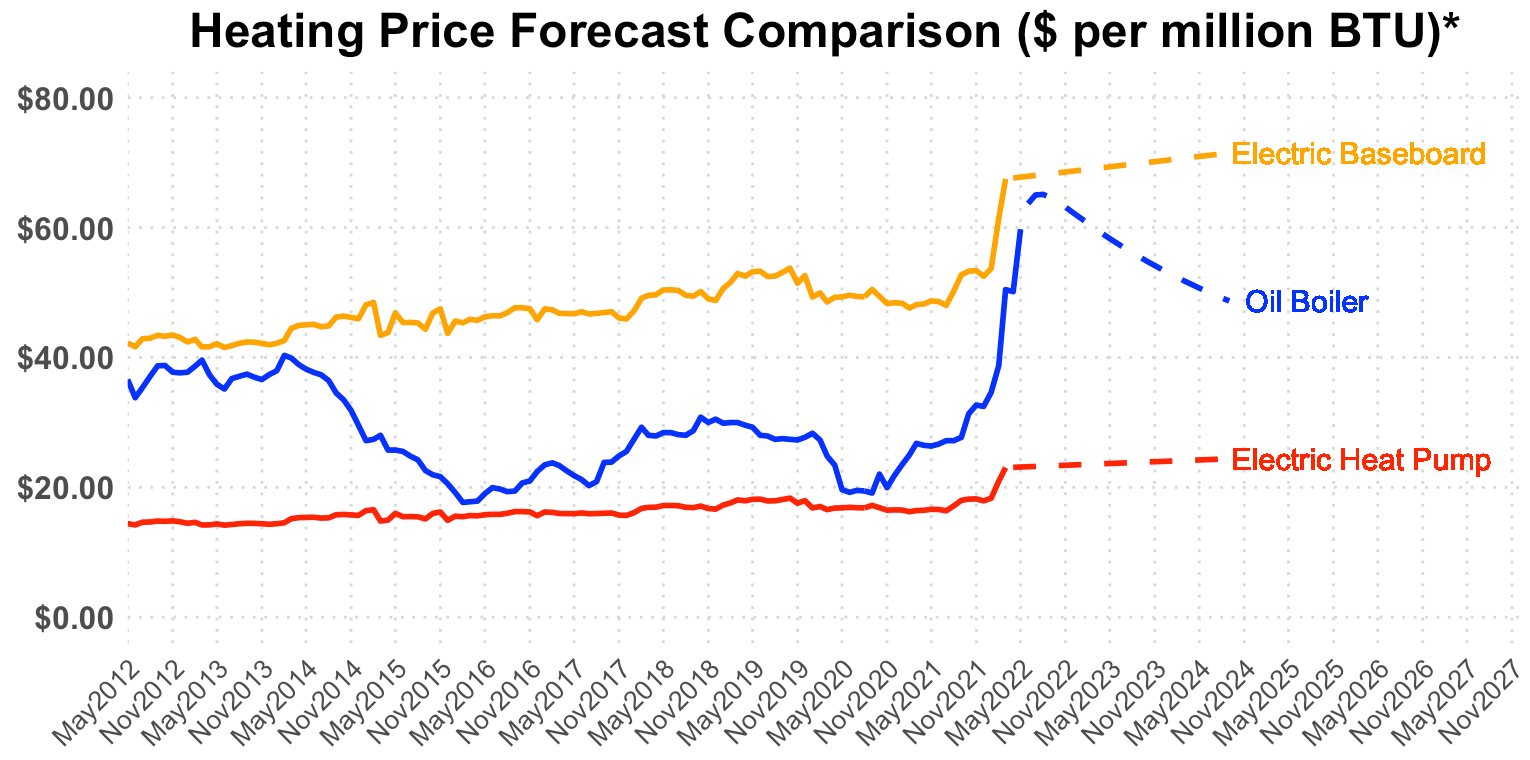 Heating Price Forecast Comparison ($ per million BTU)*
$80.00
Electric Baseboard
$60.00
Oil Boiler
$40.00
Electric Heat Pump
$20.00
$0.00
May2012
Nov2012
May2013
Nov2013
May2014
Nov2014
May2015
Nov2015
May2016
Nov2016
May2017
Nov2017
May2018
Nov2018
May2019
Nov2019
May2020
Nov2020
May2021
Nov2021
May2022
Nov2022
May2023
Nov2023
May2024
Nov2024
May2025
Nov2025
May2026
Nov2026
May2027
Nov2027